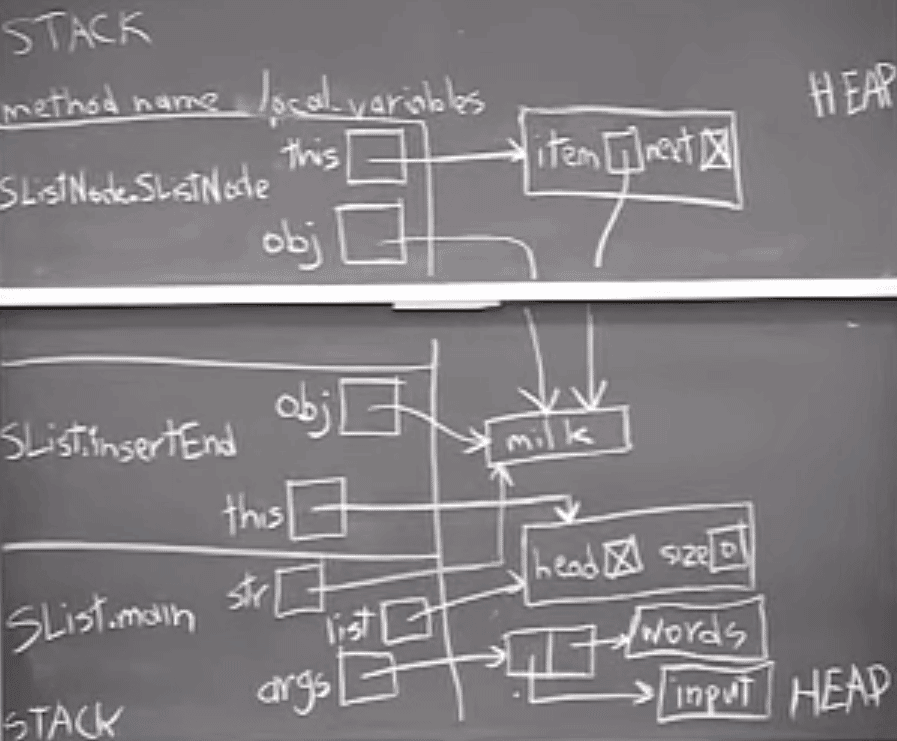 STACK
method name local variables
HEAP
this
item next
SListNode.SListNode
obj
obj
milk
SList.insertEnd
this
head size 0
str
SList.main
list
words
args
input
HEAP
STACK